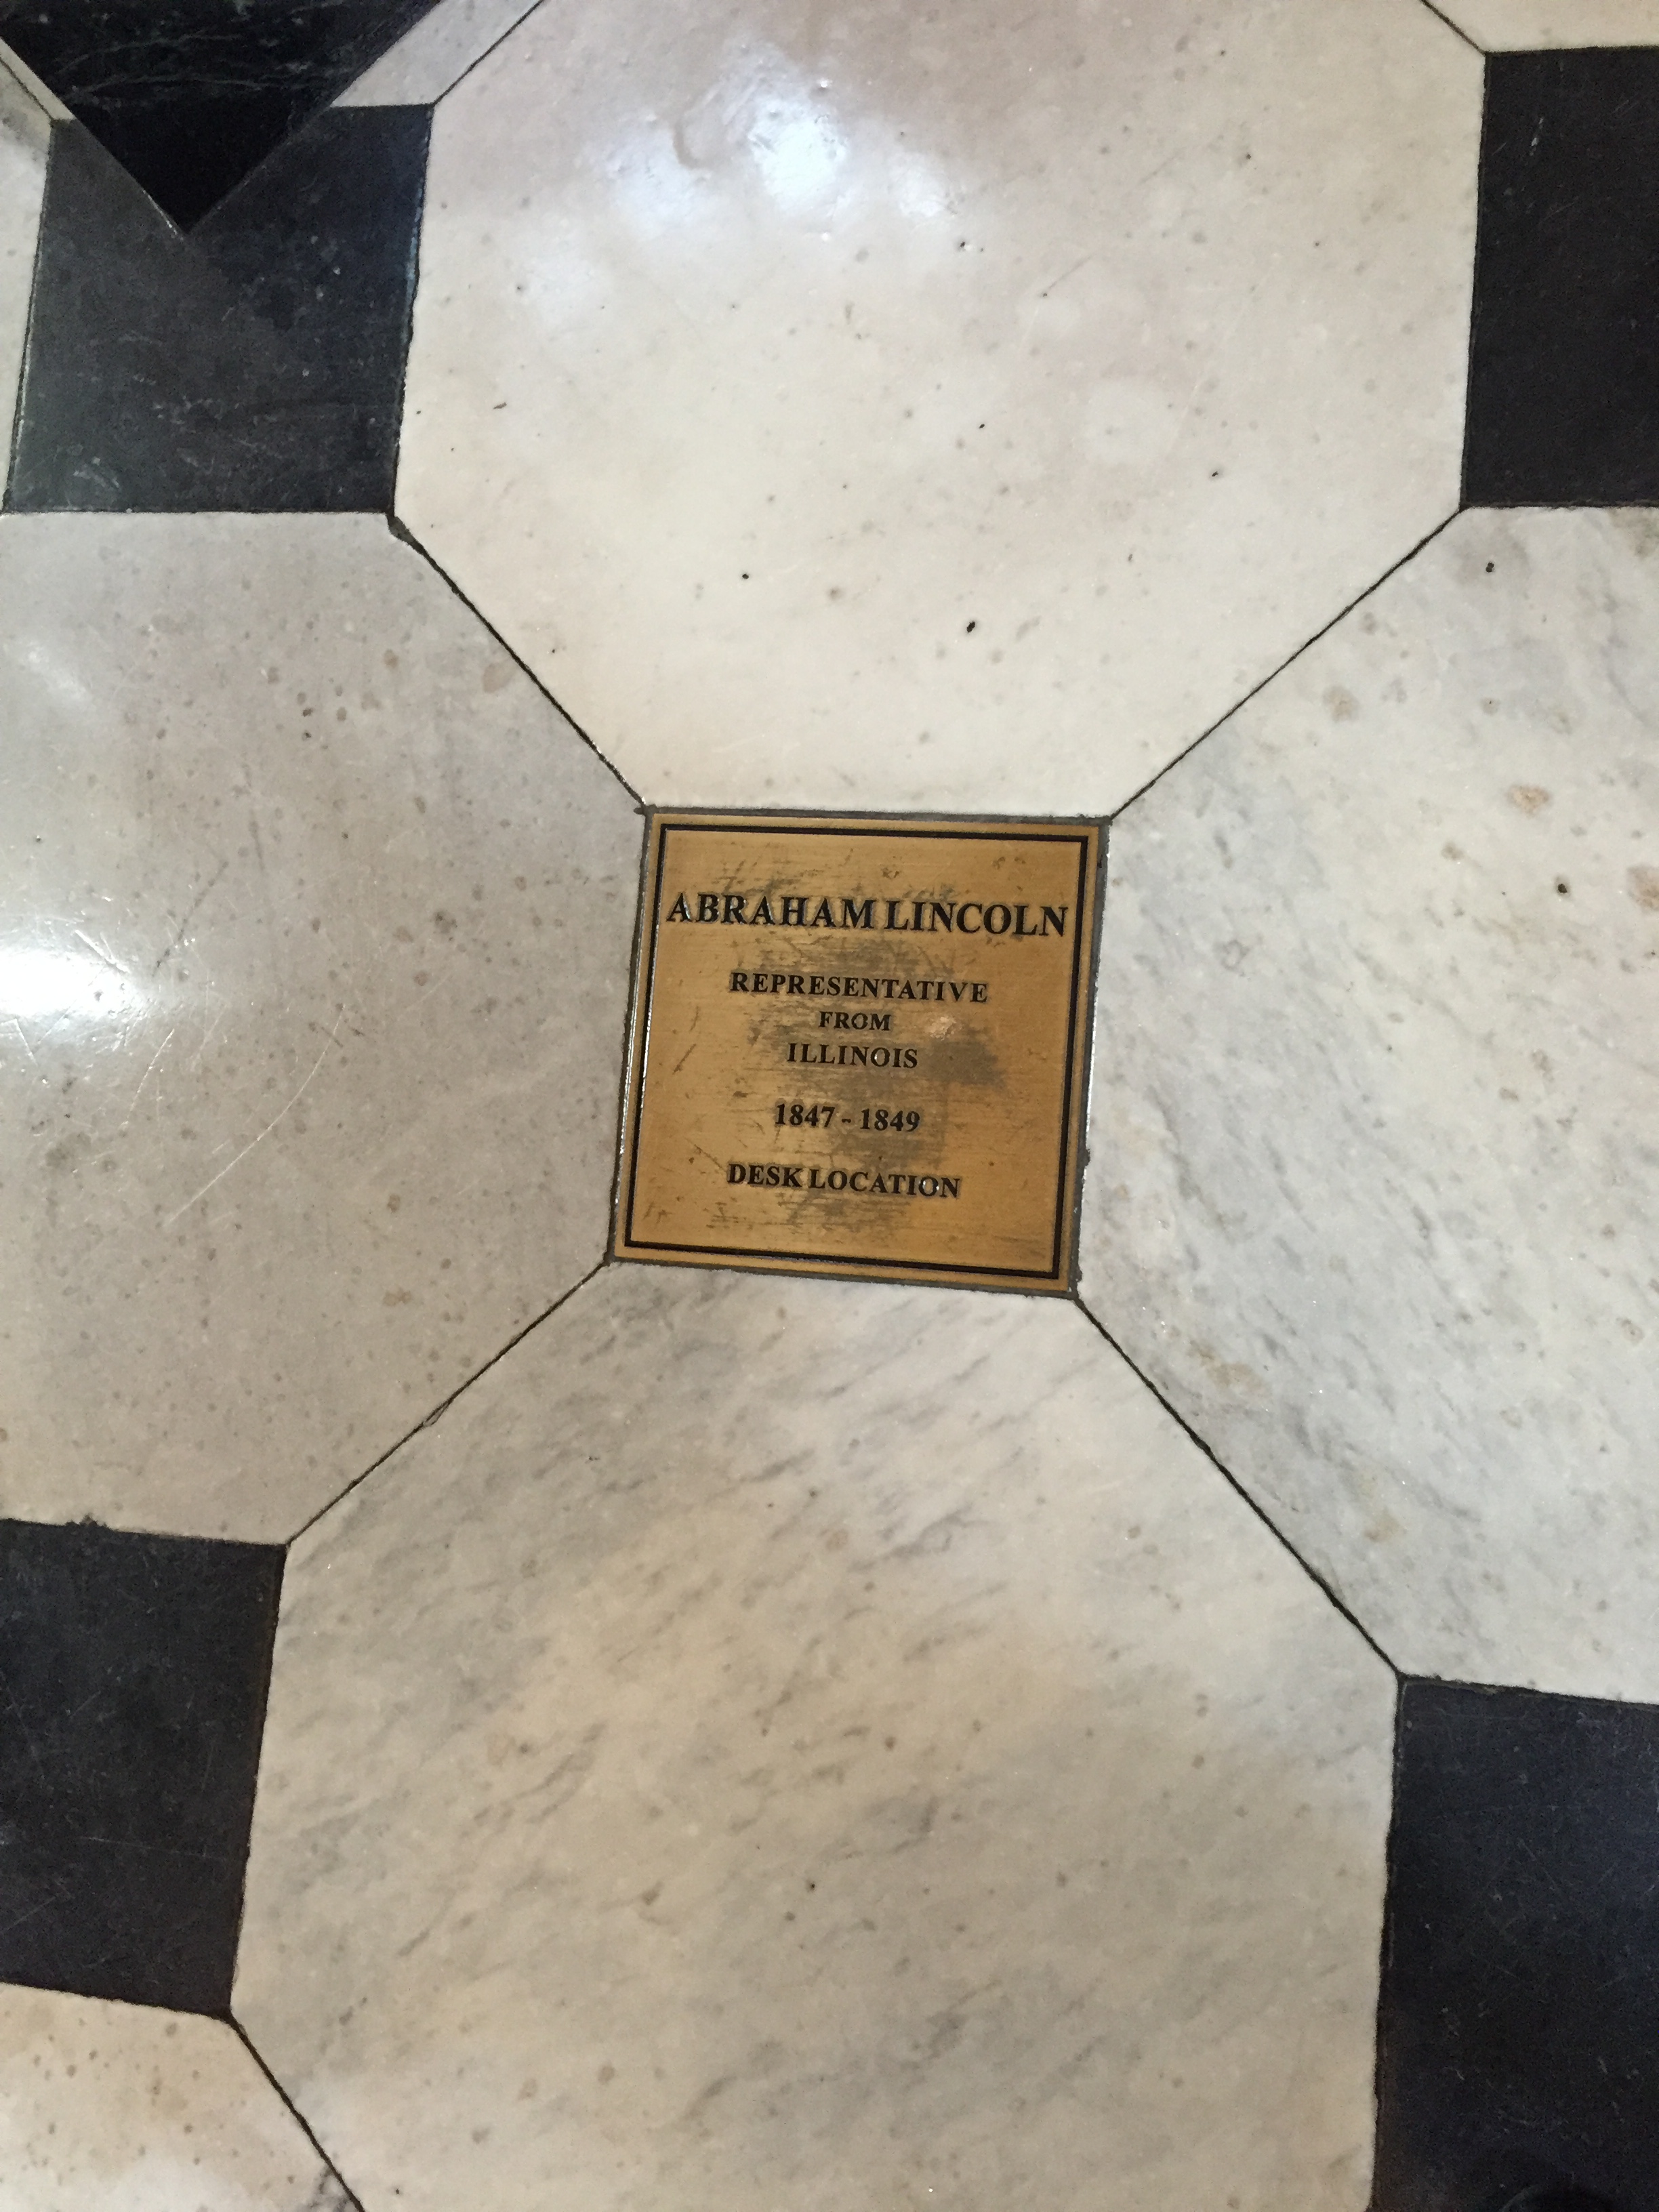 ABRAHAM LINCOLN
REPRESENTATIVE
FROM
ILLINOIS
1847 - 1849
DESK LOCATION